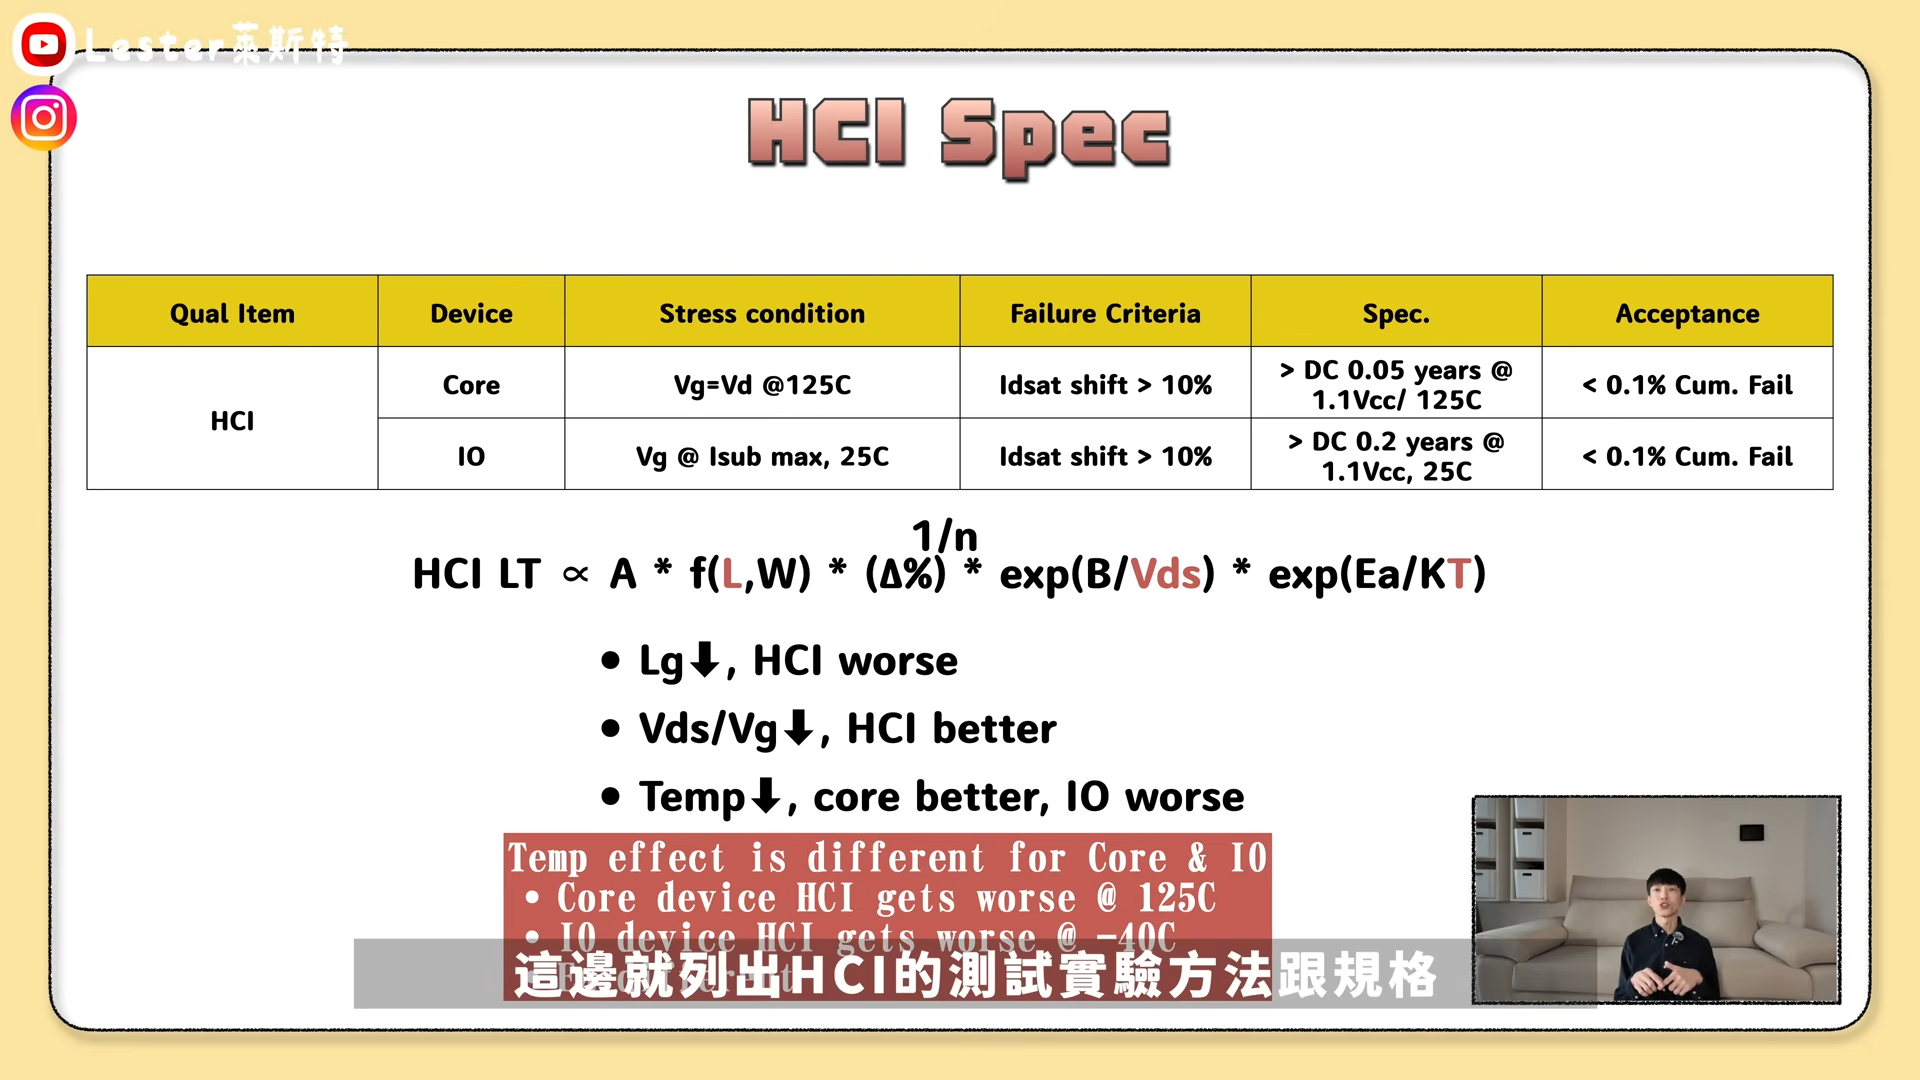 Lester萊斯特
HCI Spec
Qual Item
Device
Stress condition
Failure Criteria
Spec.
Acceptance
HCI
Core
Vg=Vd @125C
Idsat shift > 10%
> DC 0.05 years @
1.1Vcc/ 125C
< 0.1% Cum. Fail
IO
Vg @ Isub max, 25C
Idsat shift > 10%
> DC 0.2 years @
1.1Vcc, 25C
< 0.1% Cum. Fail
1/n
HCI LT ∝ A * f(L,W) * (Δ%) * exp(B/Vds) * exp(Ea/KT)
• Lg⬇, HCI worse
• Vds/Vg⬇, HCI better
• Temp⬇, core better, IO worse
Temp effect is different for Core & IO
• Core device HCI gets worse @ 125C
• IO device HCI gets worse @ -40C
這邊就列出HCI的測試實驗方法跟規格